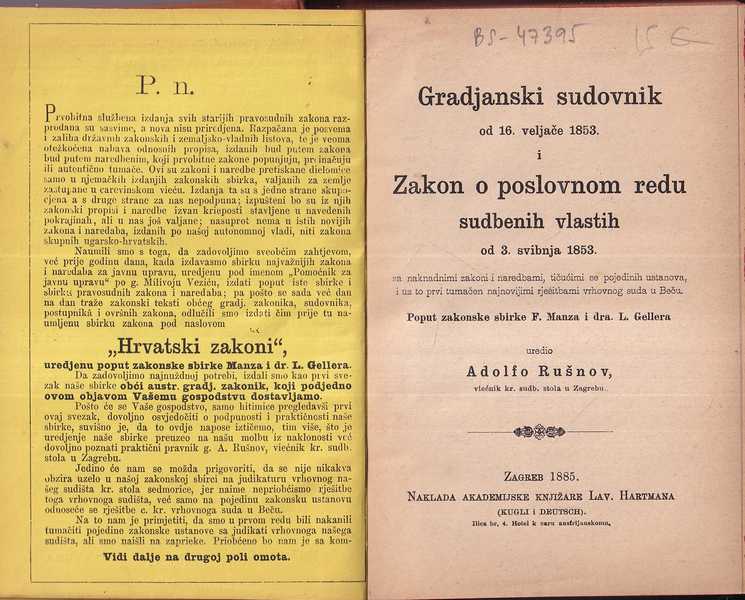 P. n.
Prvobitna službena izdanja svih starijih pravosudnih zakona raz-
prodana su sasvime, a nova nisu priredjena. Razpačana je posvema
i zaliha državnih zakonskih i zemaljsko-vladnih listova, te je veoma
otežkoćena nabava odnosnih propisa, izdanih bud putem zakona
bud putem naredbenim, koji prvobitne zakone popunjuju, preinačuju
ili autentično tumače. Ovi su zakoni i naredbe pretiskane dielomice
samo u njemačkih izdanjih zakonskih zbirka, valjanih za zemlje
zastupane u carevinskom vieću. Izdanja ta su s jedne strane skupo-
cjena a s druge strane za nas nepodpuna; izpušteni bo su iz njih
zakonski propisi i naredbe izvan krieposti stavljene u navedenih
pokrajinah, ali u nas još valjane; nasuprot nema u istih novijih
zakona i naredaba, izdanih po našoj autonomnoj vladi, niti zakona
skupnih ugarsko-hrvatskih.
Naumili smo s toga, da zadovoljimo sveobćim zahtjevom,
već prije godinu dana, kada izdavasmo sbirku najvažnijih zakona
i naredaba za javnu upravu, uredjenu pod imenom „Pomoćnik za
javnu upravu" po g. Milivoju Veziću, izdati poput iste sbirke i
sbirku pravosudnih zakona i naredaba; pa pošto se sada već dan
na dan traže zakonski teksti obćeg gradj. zakonika, sudovnika,
postupnika i ovršnih zakona, odlučili smo izdati čim prije tu na-
umljenu sbirku zakona pod naslovom
„Hrvatski zakoni",
uredjenu poput zakonske sbirke Manza i dr. L. Gellera.
Da zadovoljimo najnuždnoj potrebi, izdali smo kao prvi sve-
zak naše sbirke obći austr. gradj. zakonik, koji podjedno
ovom objavom Vašemu gospodstvu dostavljamo.
Pošto će se Vaše gospodstvo, samo hitimice pregledavši prvi
ovaj svezak, dovoljno osvjedočiti o podpunosti i praktičnosti naše
sbirke, suvišno je, da to ovdje napose iztičemo, tim više, što je
uredjenje naše sbirke preuzeo na našu molbu iz naklonosti već
dovoljno poznati praktični pravnik g. A. Rušnov, viećnik kr. sudb.
stola u Zagrebu.
Jedino će nam se možda prigovoriti, da se nije nikakva
obzira uzelo u našoj zakonskoj sbirci na judikaturu vrhovnog na-
šeg sudišta kr. stola sedmorice, jer naime nepriobćismo rješitbe
toga vrhovnog sudišta, već samo na pojedinu zakonsku ustanovu
odnoseće se rješitbe c. kr. vrhovnoga suda u Beču.
Na to nam je primjetiti, da smo u prvom redu bili nakanili
tumačiti pojedine zakonske ustanove sa judikati vrhovnog našega
sudišta, ali smo naišli na zaprieke. Priobćeno bo nam je sa kom-
Vidi dalje na drugoj poli omota.
BS-47395
15 €
Gradjanski sudovnik
od 16. veljače 1853.
i
Zakon o poslovnom redu
sudbenih vlastih
od 3. svibnja 1853.
sa naknadnimi zakoni i naredbami, tičućimi se pojedinih ustanova,
i uz to prvi tumačen najnovijimi rješitbami vrhovnog suda u Beču.
Poput zakonske sbirke F. Manza i dra. L. Gellera
uredio
Adolfo Rušnov,
viećnik kr. sudb. stola u Zagrebu.
Zagreb 1885.
Naklada akademijske knjižare Lav. Hartmana
(Kugli i Deutsch).
Ilica br. 4. Hotel k caru austrijanskomu.